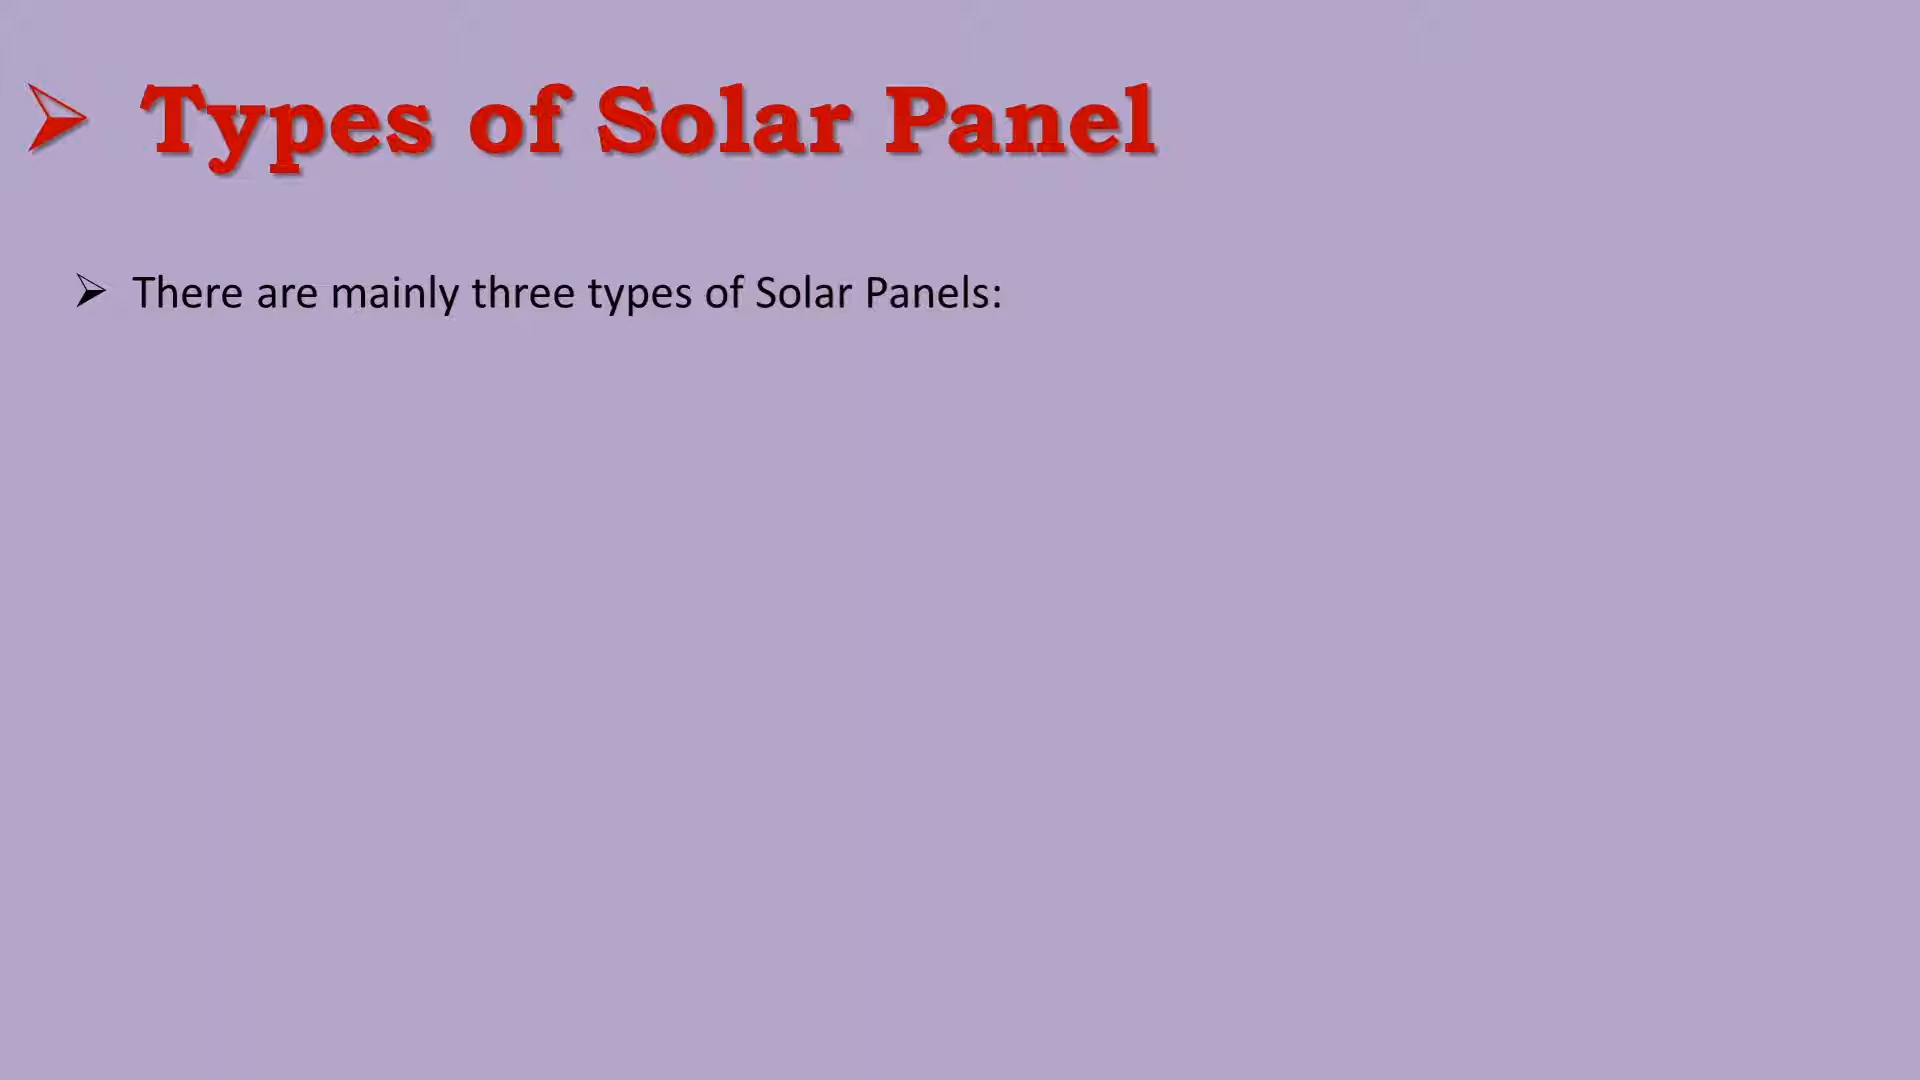 ➢ Types of Solar Panel
➢ There are mainly three types of Solar Panels: